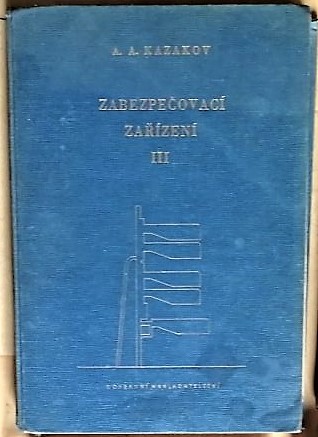 A. A. KAZAKOV
ZABEZPEČOVACÍ
ZAŘÍZENÍ
III
DOPRAVNÍ NAKLADATELSTVÍ